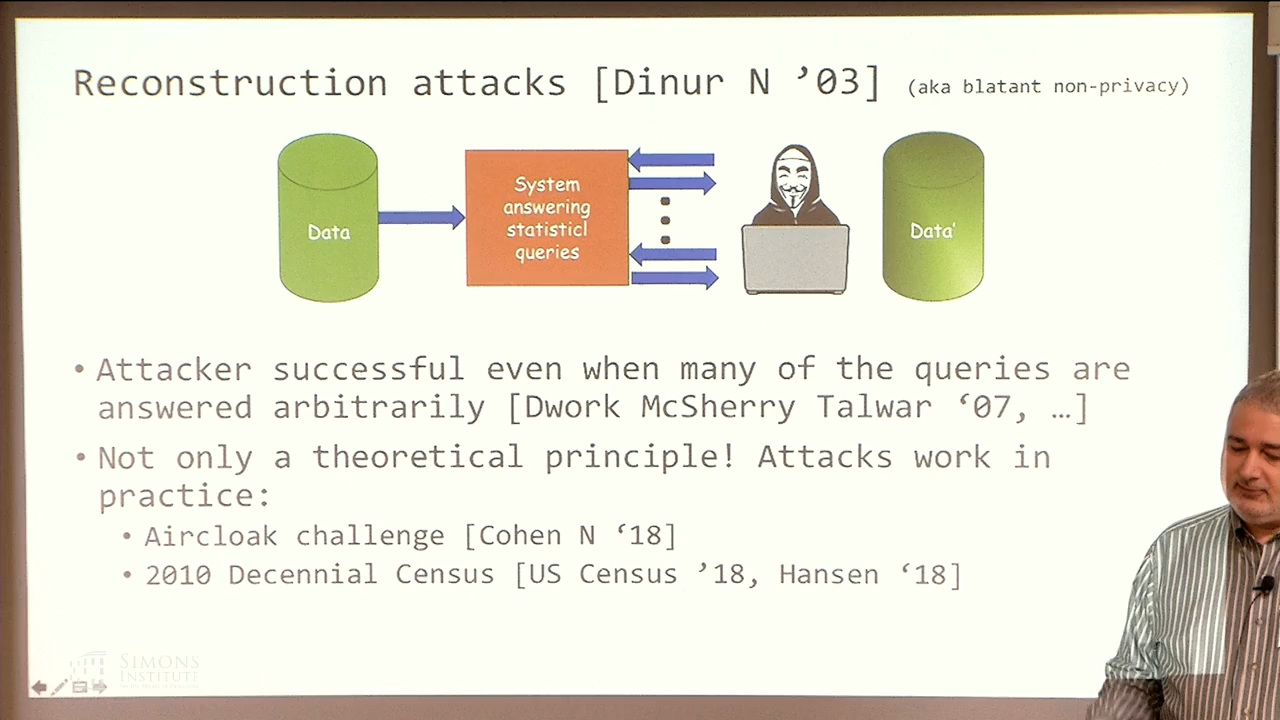 Reconstruction attacks [Dinur N ’03] (aka blatant non-privacy)
Data
System
answering
statisticl
queries
Data'
• Attacker successful even when many of the queries are
answered arbitrarily [Dwork McSherry Talwar ‘07, …]
• Not only a theoretical principle! Attacks work in
practice:
• Aircloak challenge [Cohen N ‘18]
• 2010 Decennial Census [US Census ’18, Hansen ‘18]
SIMONS
INSTITUTE